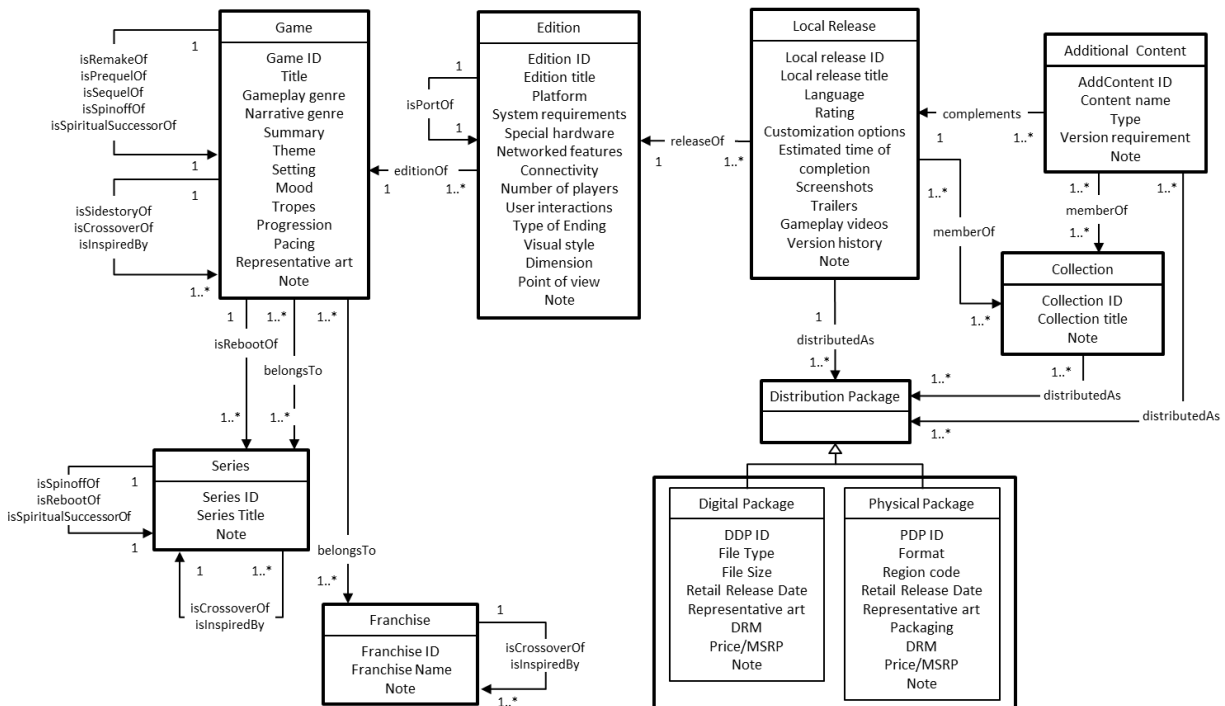 Game
Game ID
Title
Gameplay genre
Narrative genre
Summary
Theme
Setting
Mood
Tropes
Progression
Pacing
Representative art
Note
1
isRemakeOf
isPrequelOf
isSequelOf
isSpinoffOf
isSpiritualSuccessorOf
1
1
isSidestoryOf
isCrossoverOf
isInspiredBy
1..*
Edition
Edition ID
Edition title
Platform
System requirements
Special hardware
Networked features
Connectivity
Number of players
User interactions
Type of Ending
Visual style
Dimension
Point of view
Note
1
isPortOf
1
editionOf
1
1..*
Local Release
Local release ID
Local release title
Language
Rating
Customization options
Estimated time of
completion
Screenshots
Trailers
Gameplay videos
Version history
Note
releaseOf
1
1..*
Additional Content
AddContent ID
Content name
Type
Version requirement
Note
complements
1
1..*
1..*
memberOf
1..*
1..*
memberOf
1..*
1..*
Collection
Collection ID
Collection title
Note
1
distributedAs
1..*
1..*
1..*
distributedAs
distributedAs
1..*
Distribution Package
Digital Package
DDP ID
File Type
File Size
Retail Release Date
Representative art
DRM
Price/MSRP
Note
Physical Package
PDP ID
Format
Region code
Retail Release Date
Representative art
Packaging
DRM
Price/MSRP
Note
1
1..*
1..*
isRebootOf
belongsTo
1..*
1..*
Series
Series ID
Series Title
Note
1
isSpinoffOf
isRebootOf
isSpiritualSuccessorOf
1
1
1..*
isCrossoverOf
isInspiredBy
belongsTo
1..*
Franchise
Franchise ID
Franchise Name
Note
1
isCrossoverOf
isInspiredBy
1..*